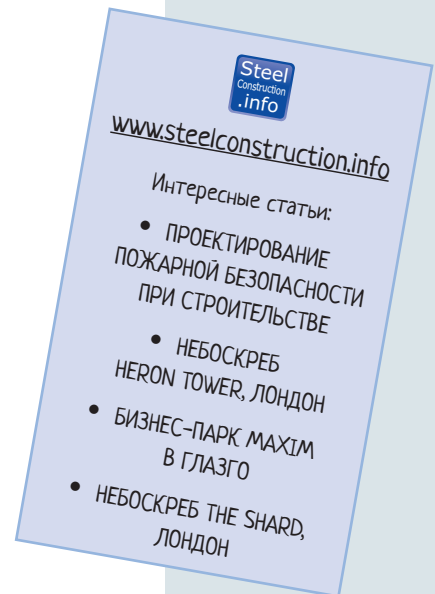 Steel
Construction
.info
www.steelconstruction.info
Интересные статьи:
• ПРОЕКТИРОВАНИЕ
ПОЖАРНОЙ БЕЗОПАСНОСТИ
ПРИ СТРОИТЕЛЬСТВЕ
• НЕБОСКРЕБ
HERON TOWER, ЛОНДОН
• БИЗНЕС-ПАРК MAXIM
В ГЛАЗГО
• НЕБОСКРЕБ THE SHARD,
ЛОНДОН